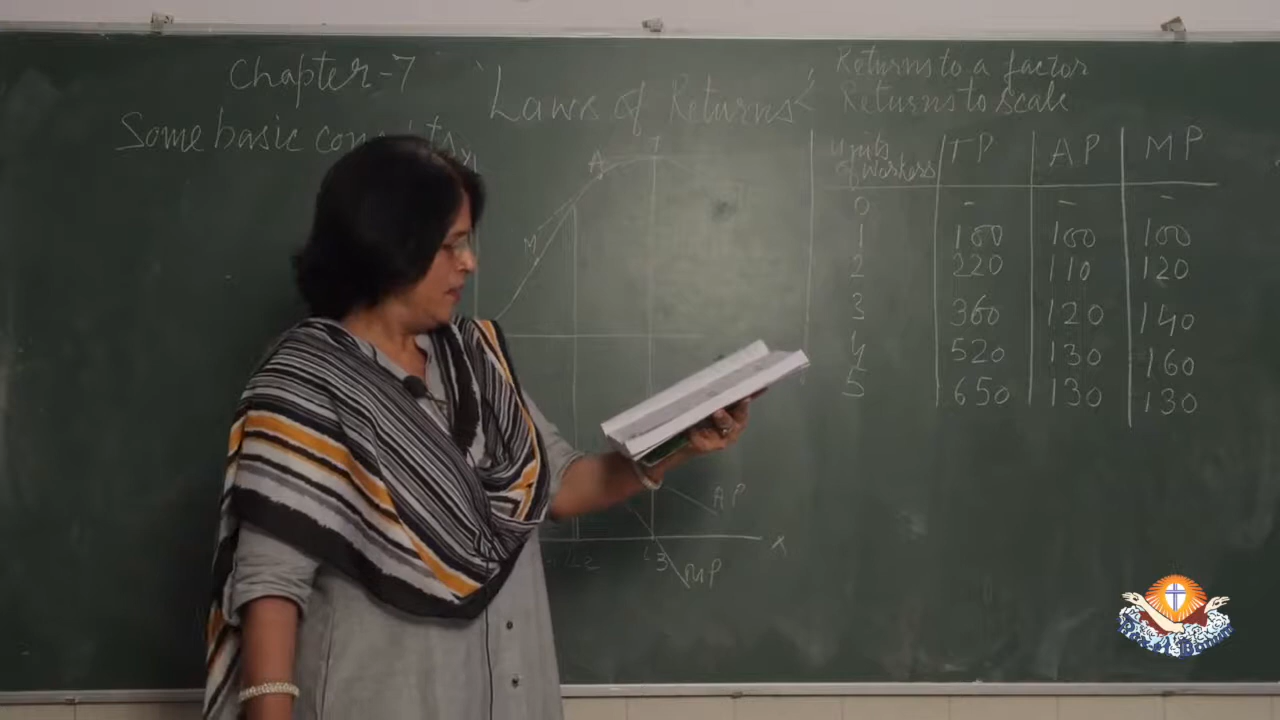 Chapter-7
Some basic
'Laws of Returns'
Returns to a factor
Returns to scale
Units of workers | TP | AP | MP
0 | - | - | -
1 | 100 | 100 | 100
2 | 220 | 110 | 120
3 | 360 | 120 | 140
4 | 520 | 130 | 160
5 | 650 | 130 | 130
A
T
M
AP
L2
L3
X
MP